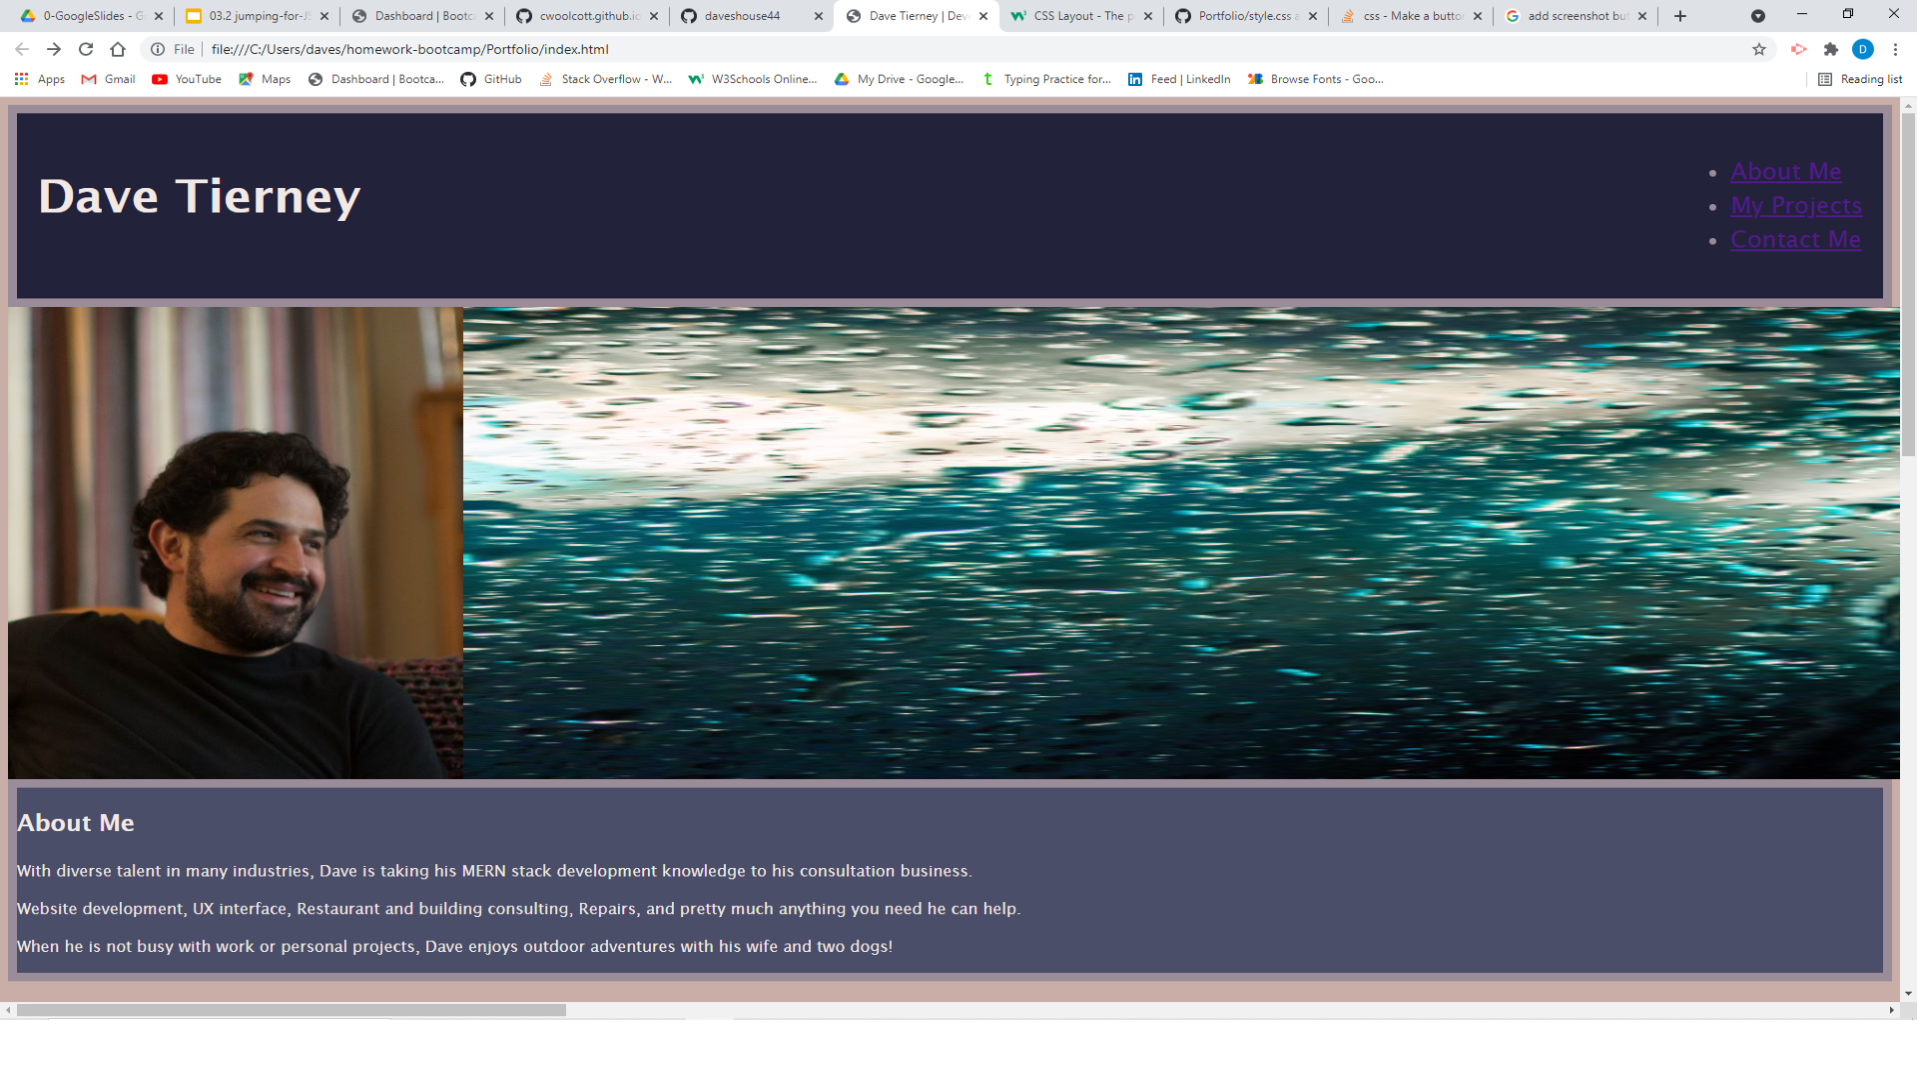 0-GoogleSlides - G
03.2 jumping-for-JS
Dashboard | Bootc
cwoolcott.github.io
daveshouse44
Dave Tierney | Dev
CSS Layout - The p
Portfolio/style.css a
css - Make a butto
add screenshot but
File
file:///C:/Users/daves/homework-bootcamp/Portfolio/index.html
D
Apps
Gmail
YouTube
Maps
Dashboard | Bootca...
GitHub
Stack Overflow - W...
W3Schools Online...
My Drive - Google...
Typing Practice for...
Feed | LinkedIn
Browse Fonts - Goo...
Reading list
Dave Tierney
About Me
My Projects
Contact Me
About Me
With diverse talent in many industries, Dave is taking his MERN stack development knowledge to his consultation business.
Website development, UX interface, Restaurant and building consulting, Repairs, and pretty much anything you need he can help.
When he is not busy with work or personal projects, Dave enjoys outdoor adventures with his wife and two dogs!